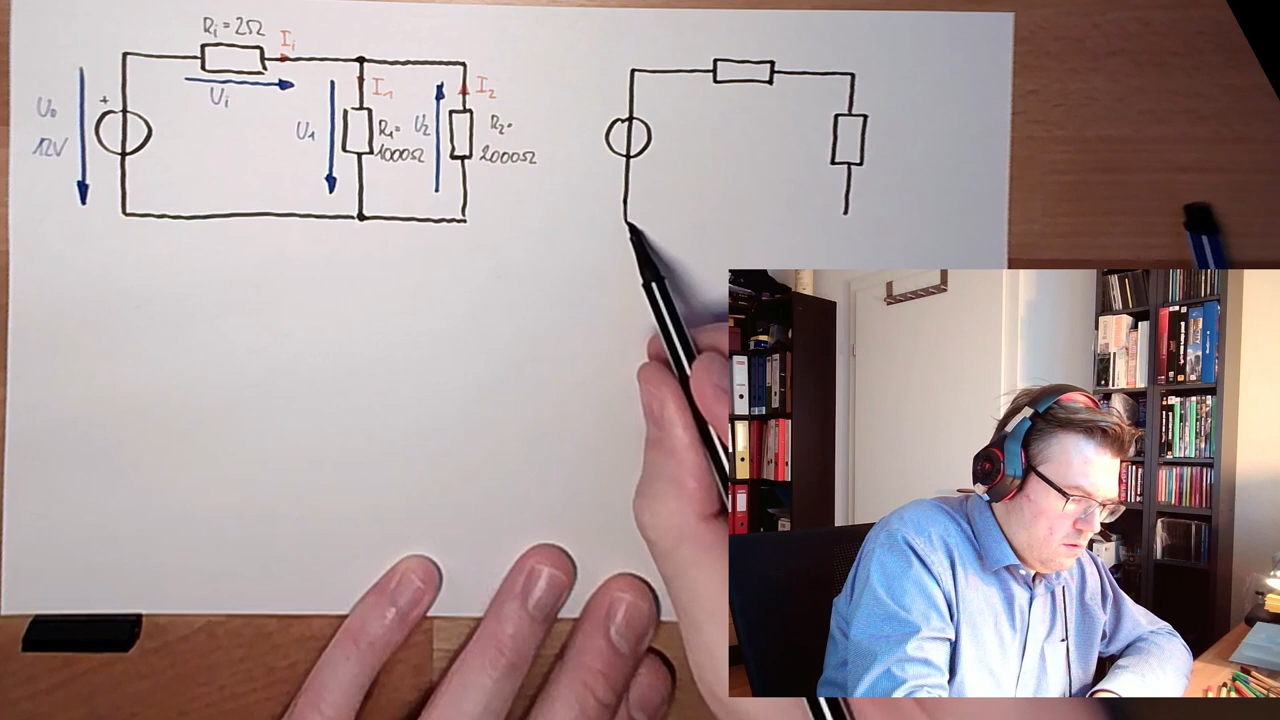 Ri = 2Ω
Ii
Ui
U0
12V
+
I1
U1
R1=
1000Ω
I2
U2
R2=
2000Ω